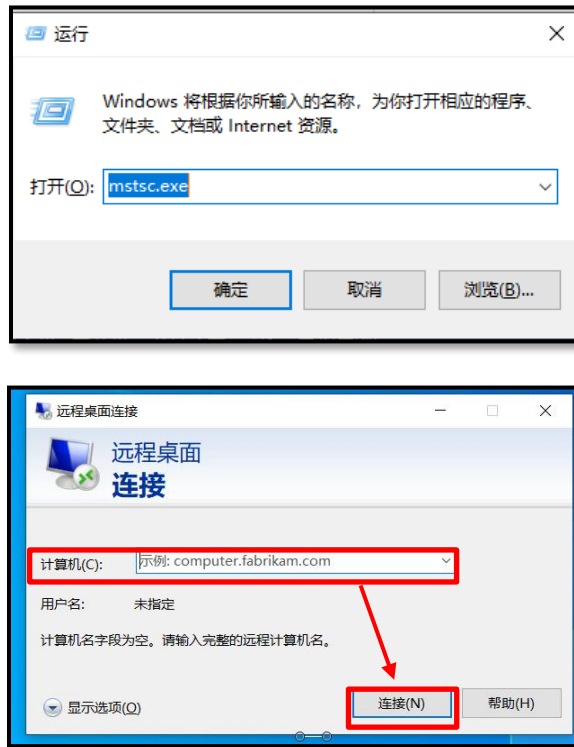 运行
Windows 将根据你所输入的名称，为你打开相应的程序、
文件夹、文档或 Internet 资源。
打开(O): mstsc.exe
确定 取消 浏览(B)...
远程桌面连接
远程桌面
连接
计算机(C): 示例: computer.fabrikam.com
用户名: 未指定
计算机名字段为空。请输入完整的远程计算机名。
显示选项(O) 连接(N) 帮助(H)